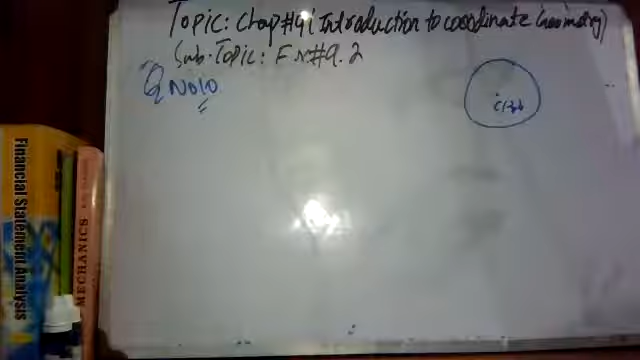 Topic: Chap#9 (Introduction to coordinate Geometry)
Sub-Topic: Ex#9.2
Q No10
Financial Statement Analysis
MECHANICS